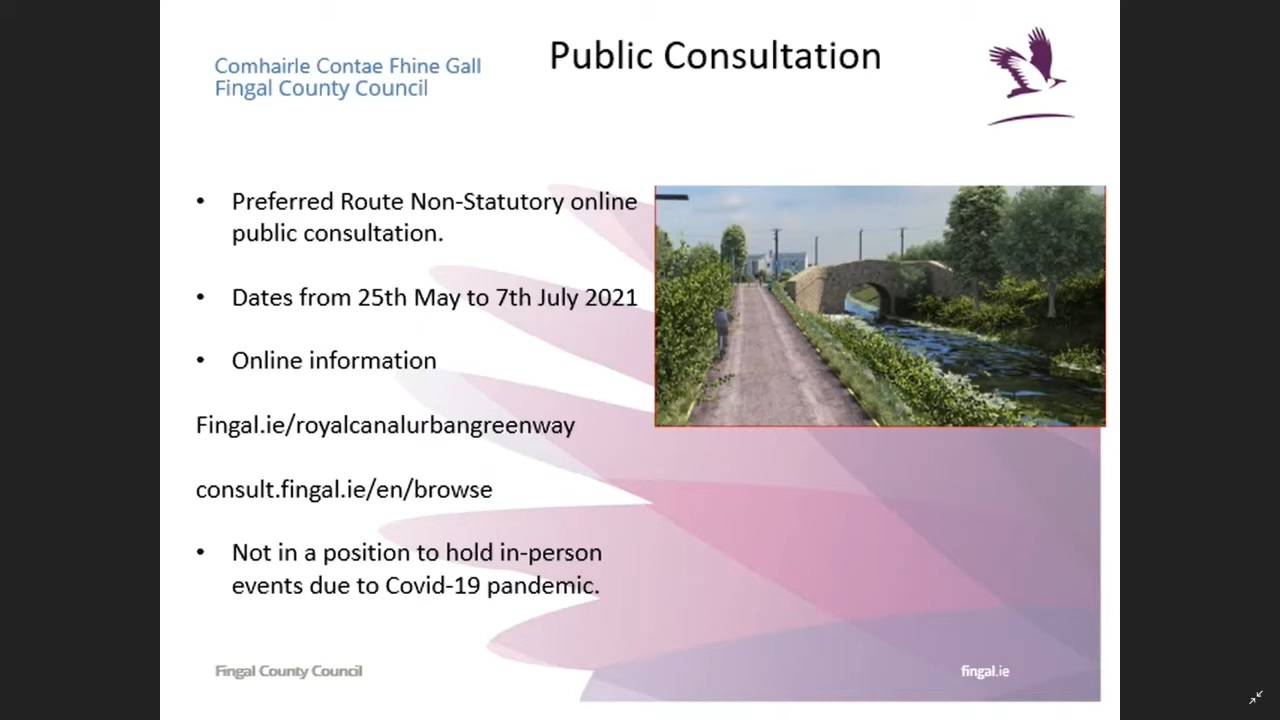 Comhairle Contae Fhine Gall
Fingal County Council
Public Consultation
• Preferred Route Non-Statutory online
public consultation.
• Dates from 25th May to 7th July 2021
• Online information
Fingal.ie/royalcanalurbangreenway
consult.fingal.ie/en/browse
• Not in a position to hold in-person
events due to Covid-19 pandemic.
Fingal County Council
fingal.ie